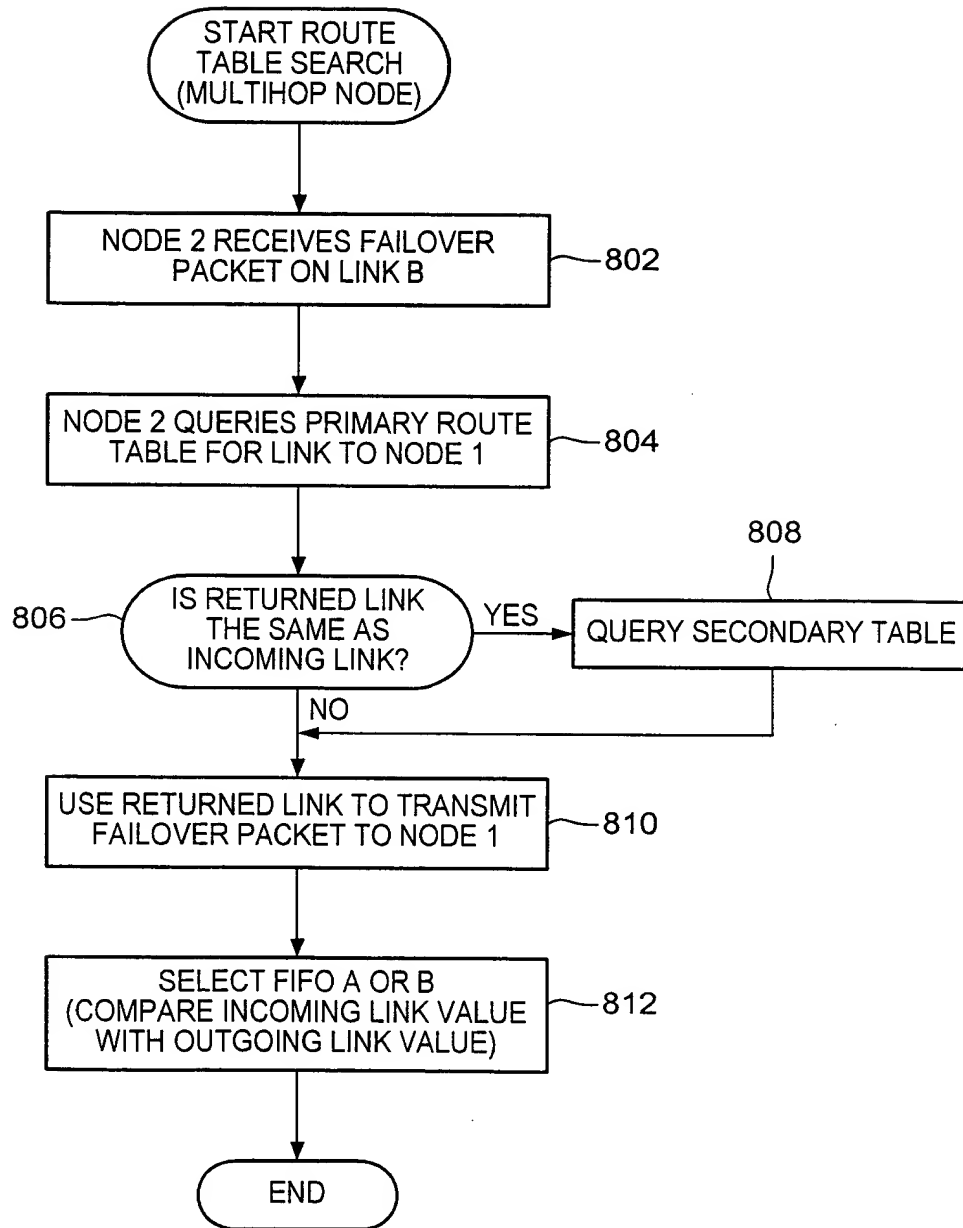 START ROUTE
TABLE SEARCH
(MULTIHOP NODE)
NODE 2 RECEIVES FAILOVER
PACKET ON LINK B
802
NODE 2 QUERIES PRIMARY ROUTE
TABLE FOR LINK TO NODE 1
804
808
806
IS RETURNED LINK
THE SAME AS
INCOMING LINK?
YES
QUERY SECONDARY TABLE
NO
USE RETURNED LINK TO TRANSMIT
FAILOVER PACKET TO NODE 1
810
SELECT FIFO A OR B
(COMPARE INCOMING LINK VALUE
WITH OUTGOING LINK VALUE)
812
END